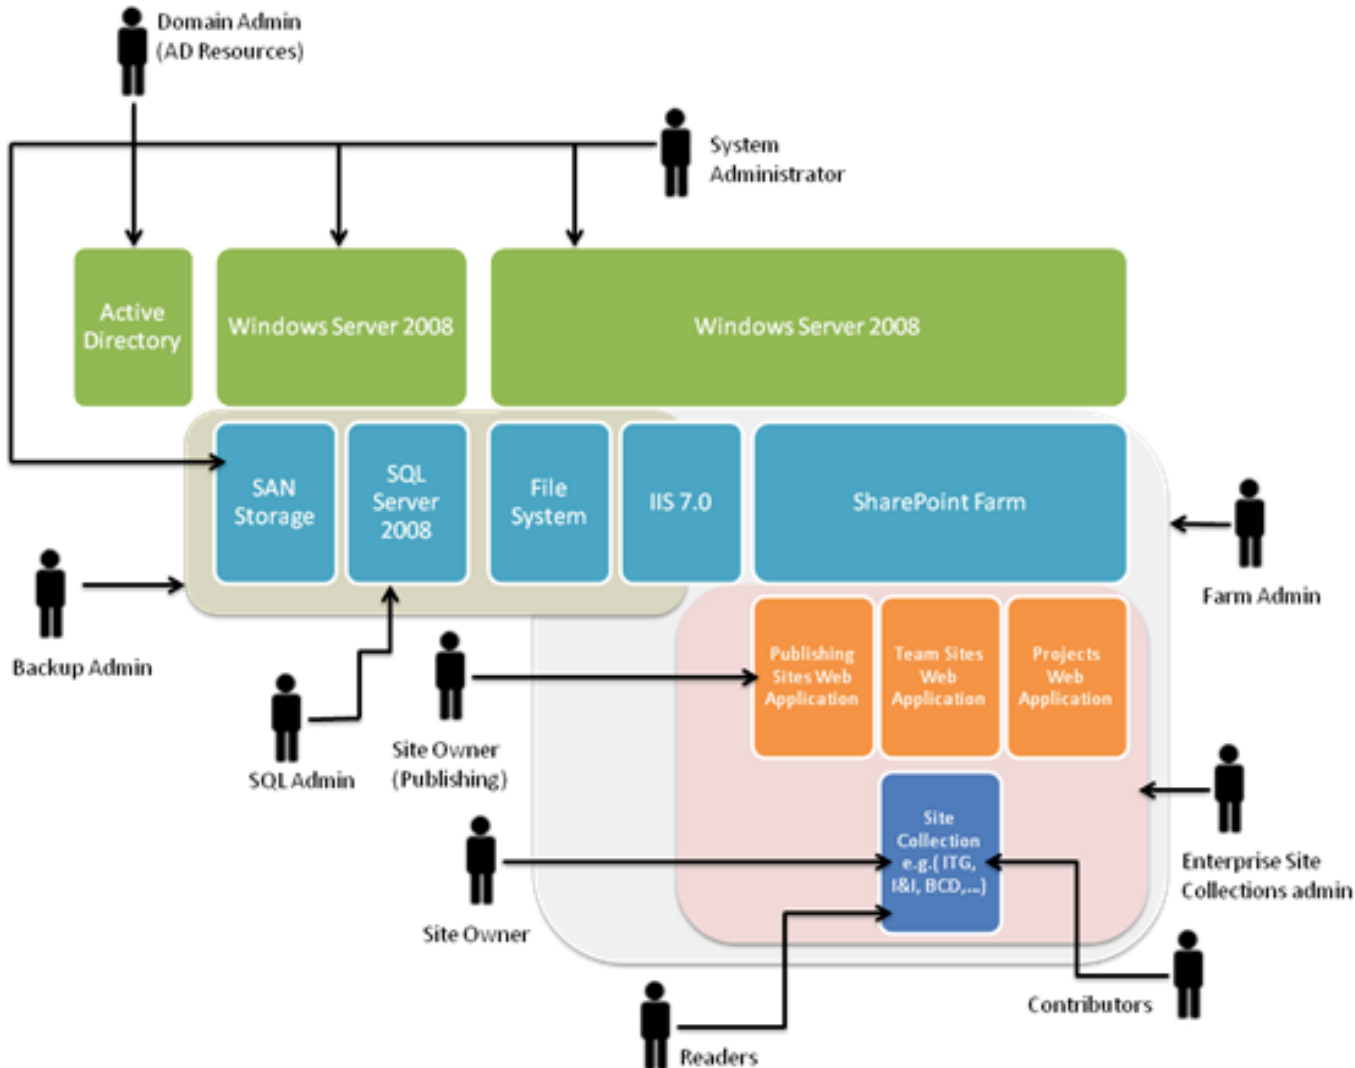 Domain Admin
(AD Resources)
System
Administrator
Active
Directory
Windows Server 2008
Windows Server 2008
SAN
Storage
SQL
Server
2008
File
System
IIS 7.0
SharePoint Farm
Farm Admin
Backup Admin
SQL Admin
Site Owner
(Publishing)
Publishing
Sites Web
Application
Team Sites
Web
Application
Projects
Web
Application
Site
Collection
e.g.( ITG,
I&I, BCD,...)
Enterprise Site
Collections admin
Site Owner
Contributors
Readers